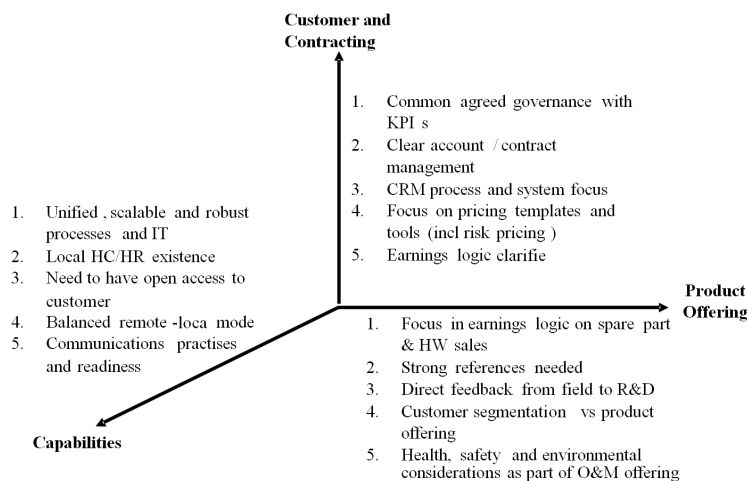 Customer and
Contracting
1. Common agreed governance with
KPI s
2. Clear account / contract
management
3. CRM process and system focus
4. Focus on pricing templates and
tools (incl risk pricing )
5. Earnings logic clarifie
1. Unified , scalable and robust
processes and IT
2. Local HC/HR existence
3. Need to have open access to
customer
4. Balanced remote -loca mode
5. Communications practises
and readiness
Capabilities
Product
Offering
1. Focus in earnings logic on spare part
& HW sales
2. Strong references needed
3. Direct feedback from field to R&D
4. Customer segmentation vs product
offering
5. Health, safety and environmental
considerations as part of O&M offering